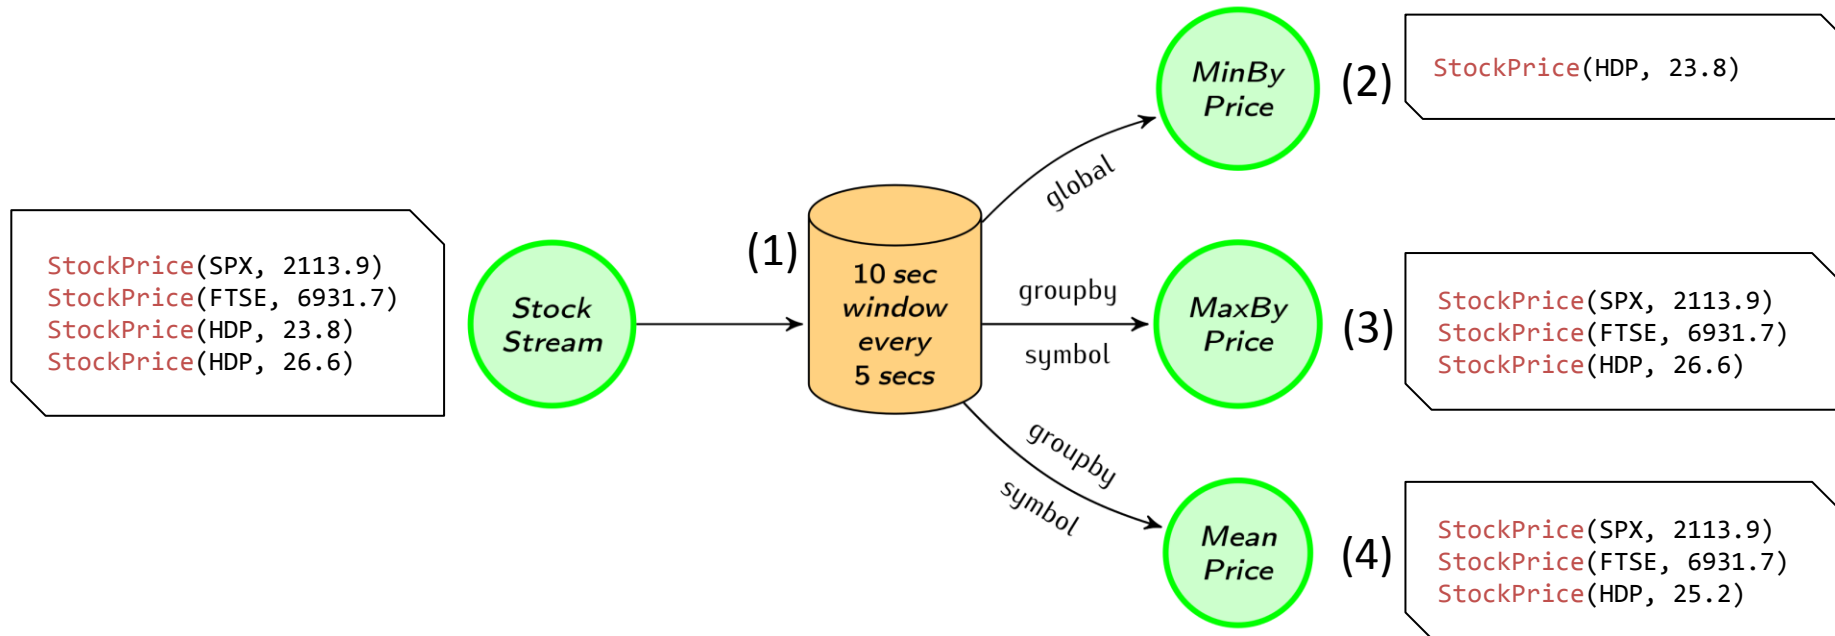 StockPrice(SPX, 2113.9)
StockPrice(FTSE, 6931.7)
StockPrice(HDP, 23.8)
StockPrice(HDP, 26.6)
Stock
Stream
(1)
10 sec
window
every
5 secs
global
MinBy
Price
(2)
StockPrice(HDP, 23.8)
groupby
symbol
MaxBy
Price
(3)
StockPrice(SPX, 2113.9)
StockPrice(FTSE, 6931.7)
StockPrice(HDP, 26.6)
groupby
symbol
Mean
Price
(4)
StockPrice(SPX, 2113.9)
StockPrice(FTSE, 6931.7)
StockPrice(HDP, 25.2)